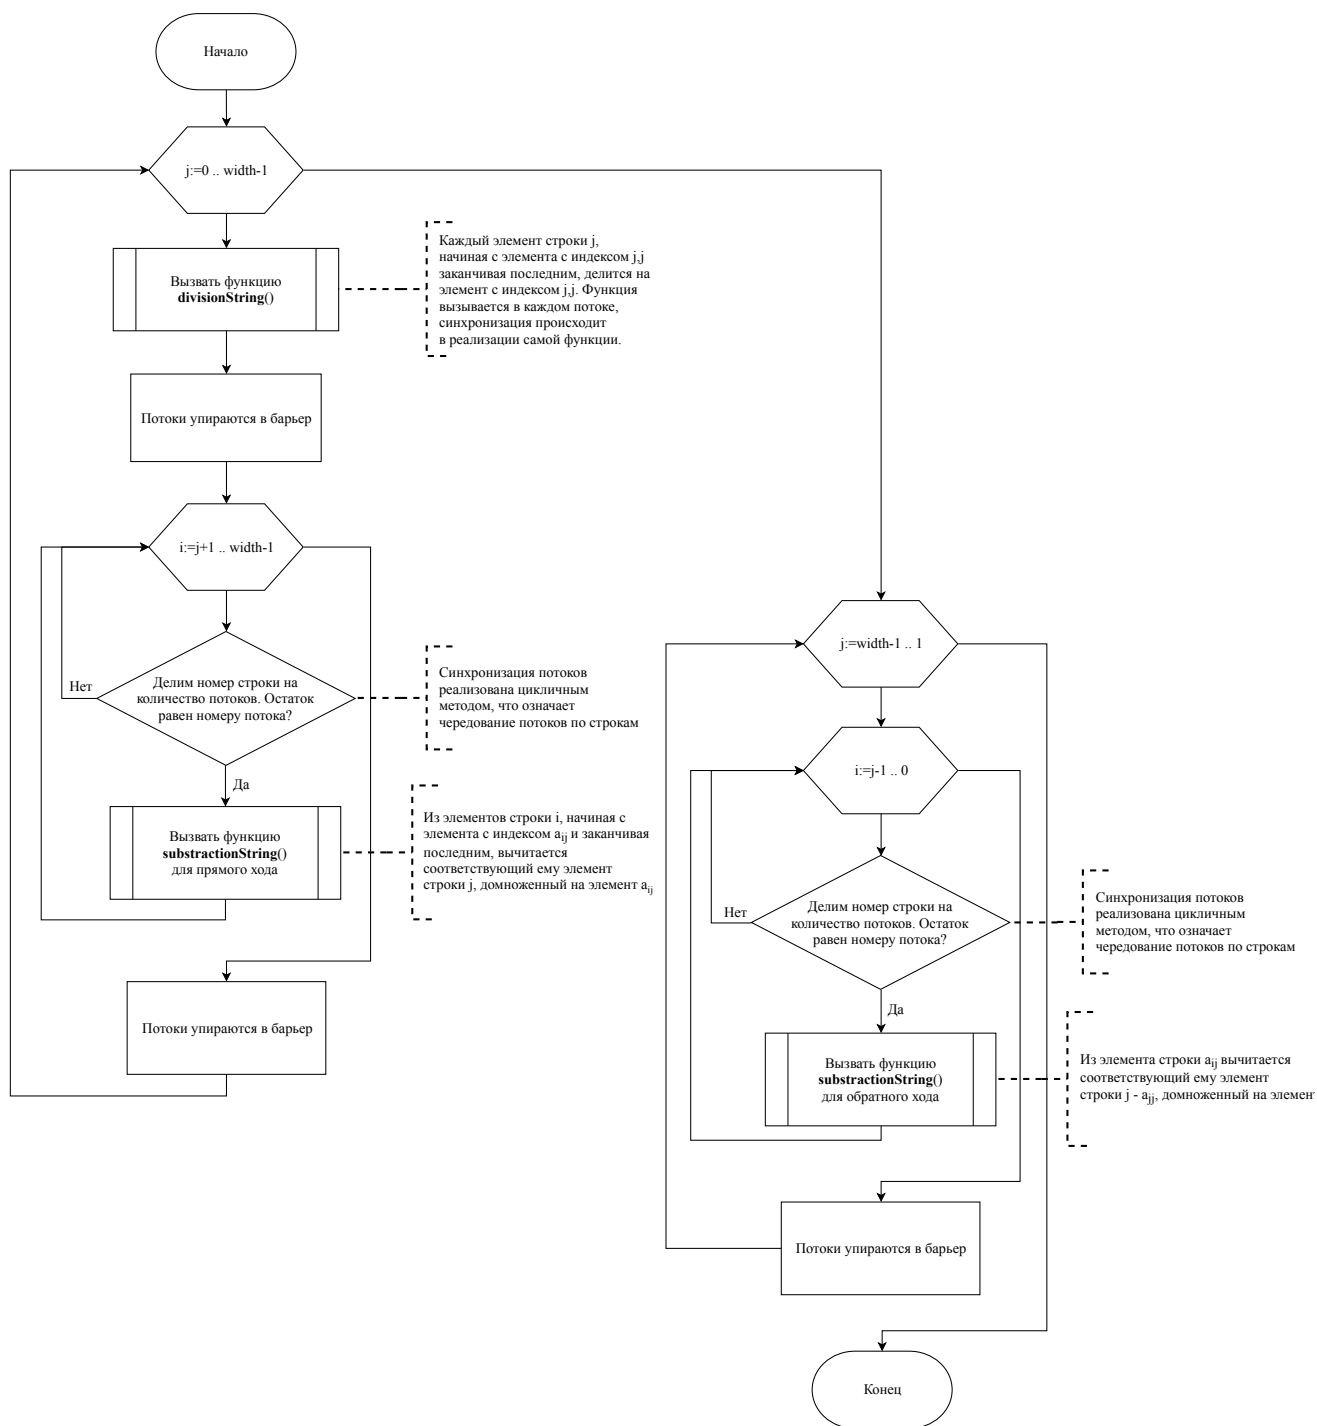 Начало
j:=0 .. width-1
Каждый элемент строки j,
начиная с элемента с индексом j,j
заканчивая последним, делится на
элемент с индексом j,j. Функция
вызывается в каждом потоке,
синхронизация происходит
в реализации самой функции.
Вызвать функцию
divisionString()
Потоки упираются в барьер
i:=j+1 .. width-1
Нет
Делим номер строки на
количество потоков. Остаток
равен номеру потока?
Синхронизация потоков
реализована цикличным
методом, что означает
чередование потоков по строкам
Да
Вызвать функцию
substractionString()
для прямого хода
Из элементов строки i, начиная с
элемента с индексом aij и заканчивая
последним, вычитается
соответствующий ему элемент
строки j, домноженный на элемент aij
Потоки упираются в барьер
j:=width-1 .. 1
i:=j-1 .. 0
Нет
Делим номер строки на
количество потоков. Остаток
равен номеру потока?
Синхронизация потоков
реализована цикличным
методом, что означает
чередование потоков по строкам
Да
Вызвать функцию
substractionString()
для обратного хода
Из элемента строки aij вычитается
соответствующий ему элемент
строки j - ajj, домноженный на элемент
Потоки упираются в барьер
Конец